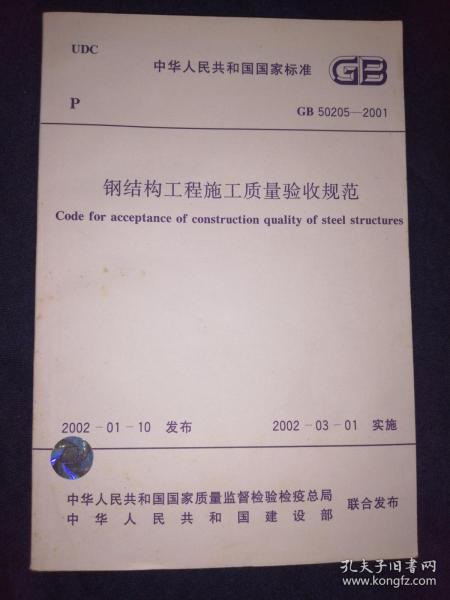 UDC
中华人民共和国国家标准
GB
P
GB 50205—2001
钢结构工程施工质量验收规范
Code for acceptance of construction quality of steel structures
2002－01－10 发布
2002－03－01 实施
中华人民共和国国家质量监督检验检疫总局
中华人民共和国建设部
联合发布
孔夫子旧书网
www.kongfz.com